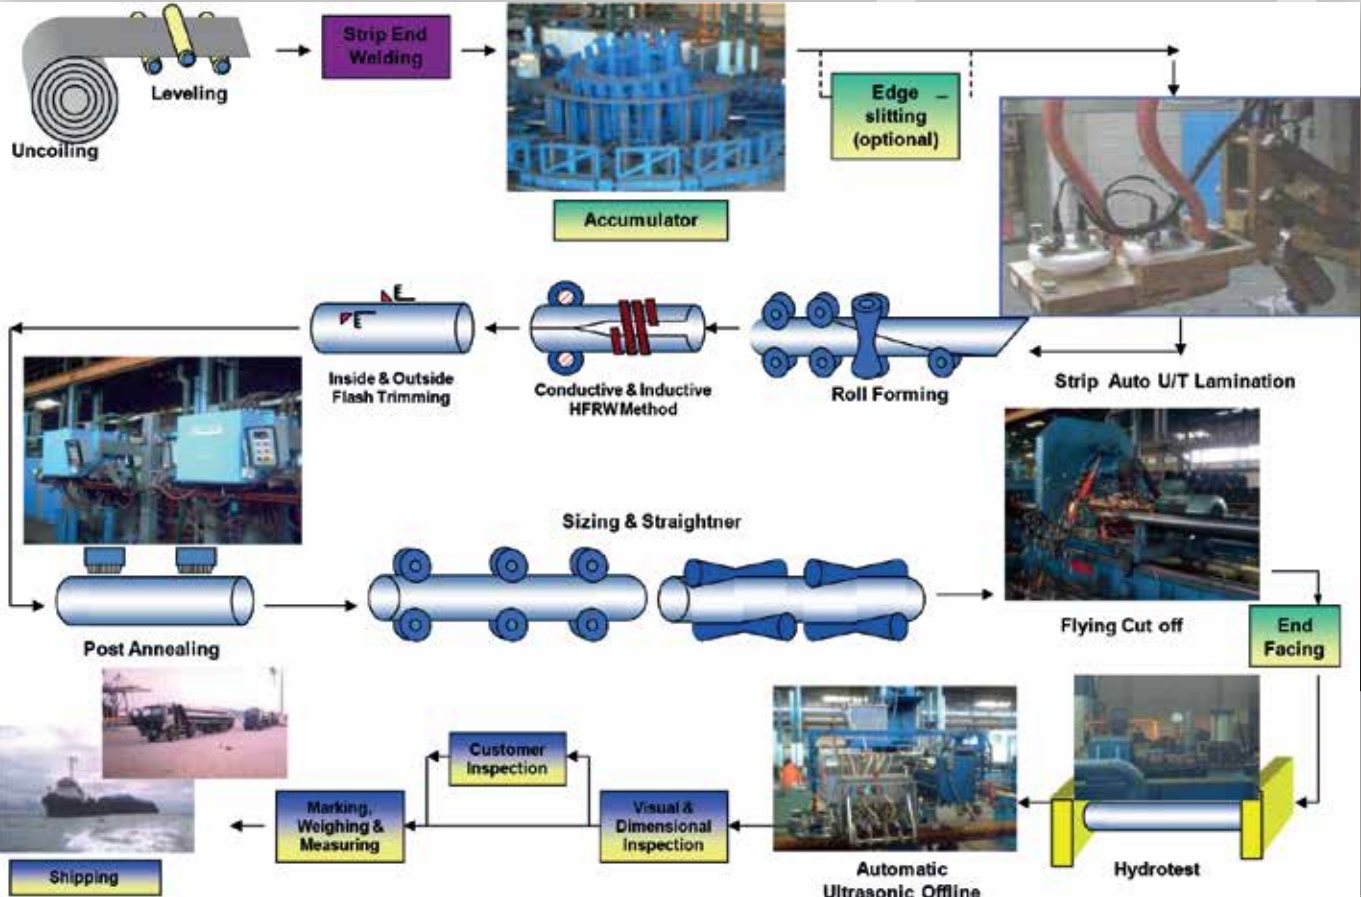 Leveling
Uncoiling
Strip End
Welding
Accumulator
Edge
slitting
(optional)
Strip Auto U/T Lamination
Roll Forming
Conductive & Inductive
HFRW Method
Inside & Outside
Flash Trimming
Post Annealing
Sizing & Straightner
Flying Cut off
End
Facing
Hydrotest
Automatic
Ultrasonic Offline
Visual &
Dimensional
Inspection
Customer
Inspection
Marking,
Weighing &
Measuring
Shipping